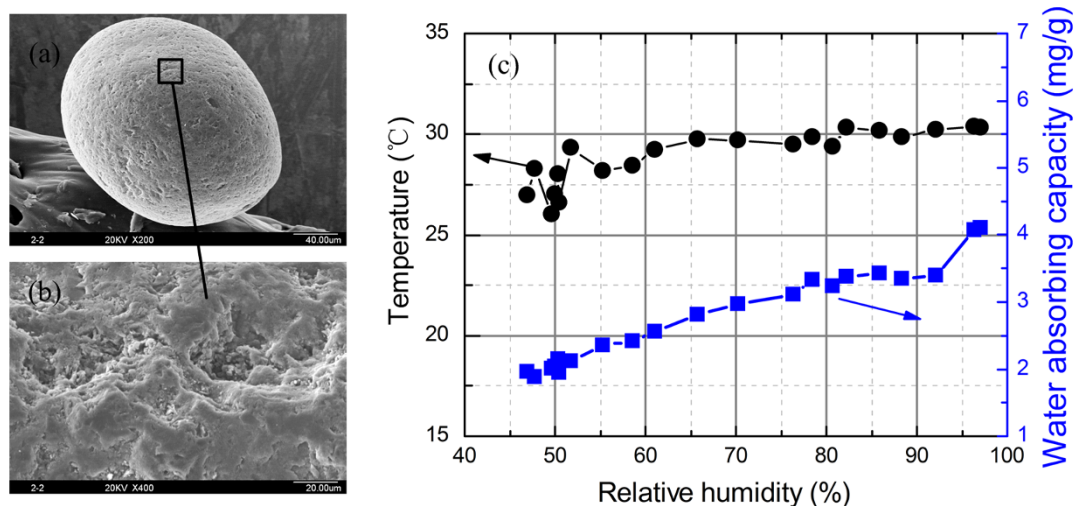 (a)
2-2 20KV X200 40.00um
(b)
2-2 20KV X400 20.00um
(c)
Temperature (℃)
35
30
25
20
15
Water absorbing capacity (mg/g)
7
6
5
4
3
2
1
40 50 60 70 80 90 100
Relative humidity (%)